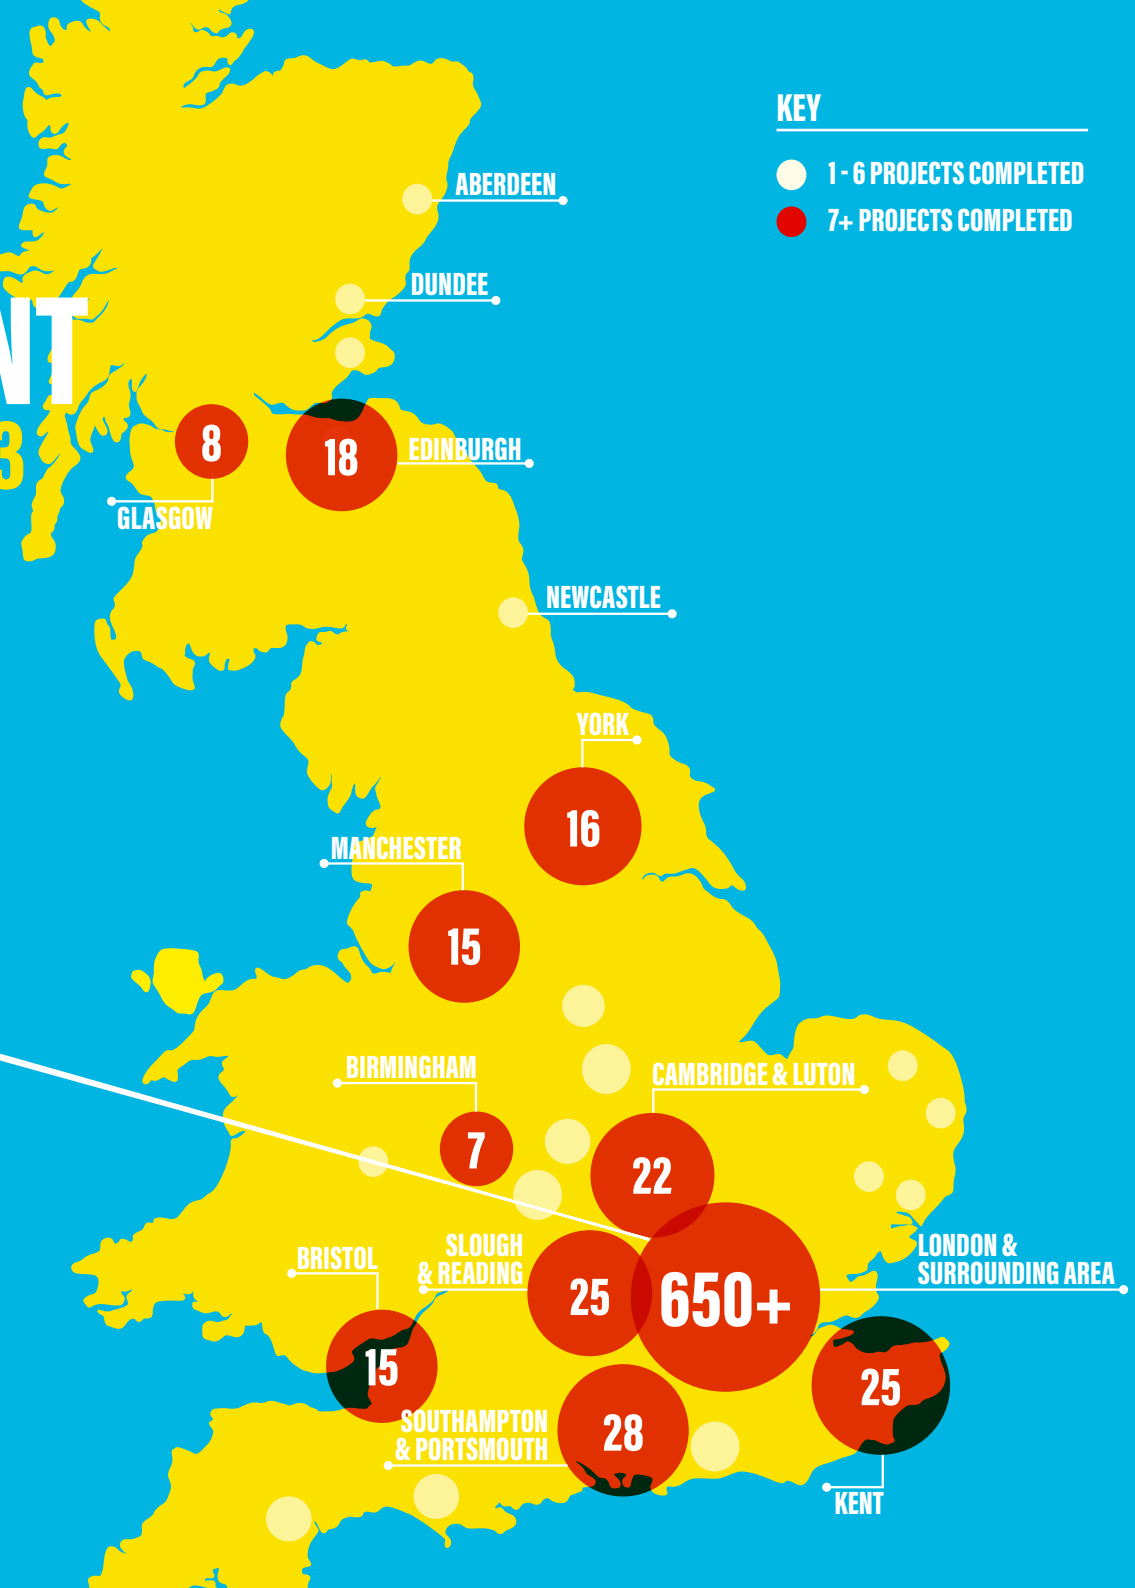 KEY
1 - 6 PROJECTS COMPLETED
7+ PROJECTS COMPLETED
ABERDEEN
DUNDEE
NT
3
8
18
EDINBURGH
GLASGOW
NEWCASTLE
YORK
16
MANCHESTER
15
BIRMINGHAM
CAMBRIDGE & LUTON
7
22
SLOUGH
& READING
LONDON &
SURROUNDING AREA
BRISTOL
25
650+
15
25
SOUTHAMPTON
& PORTSMOUTH
28
KENT